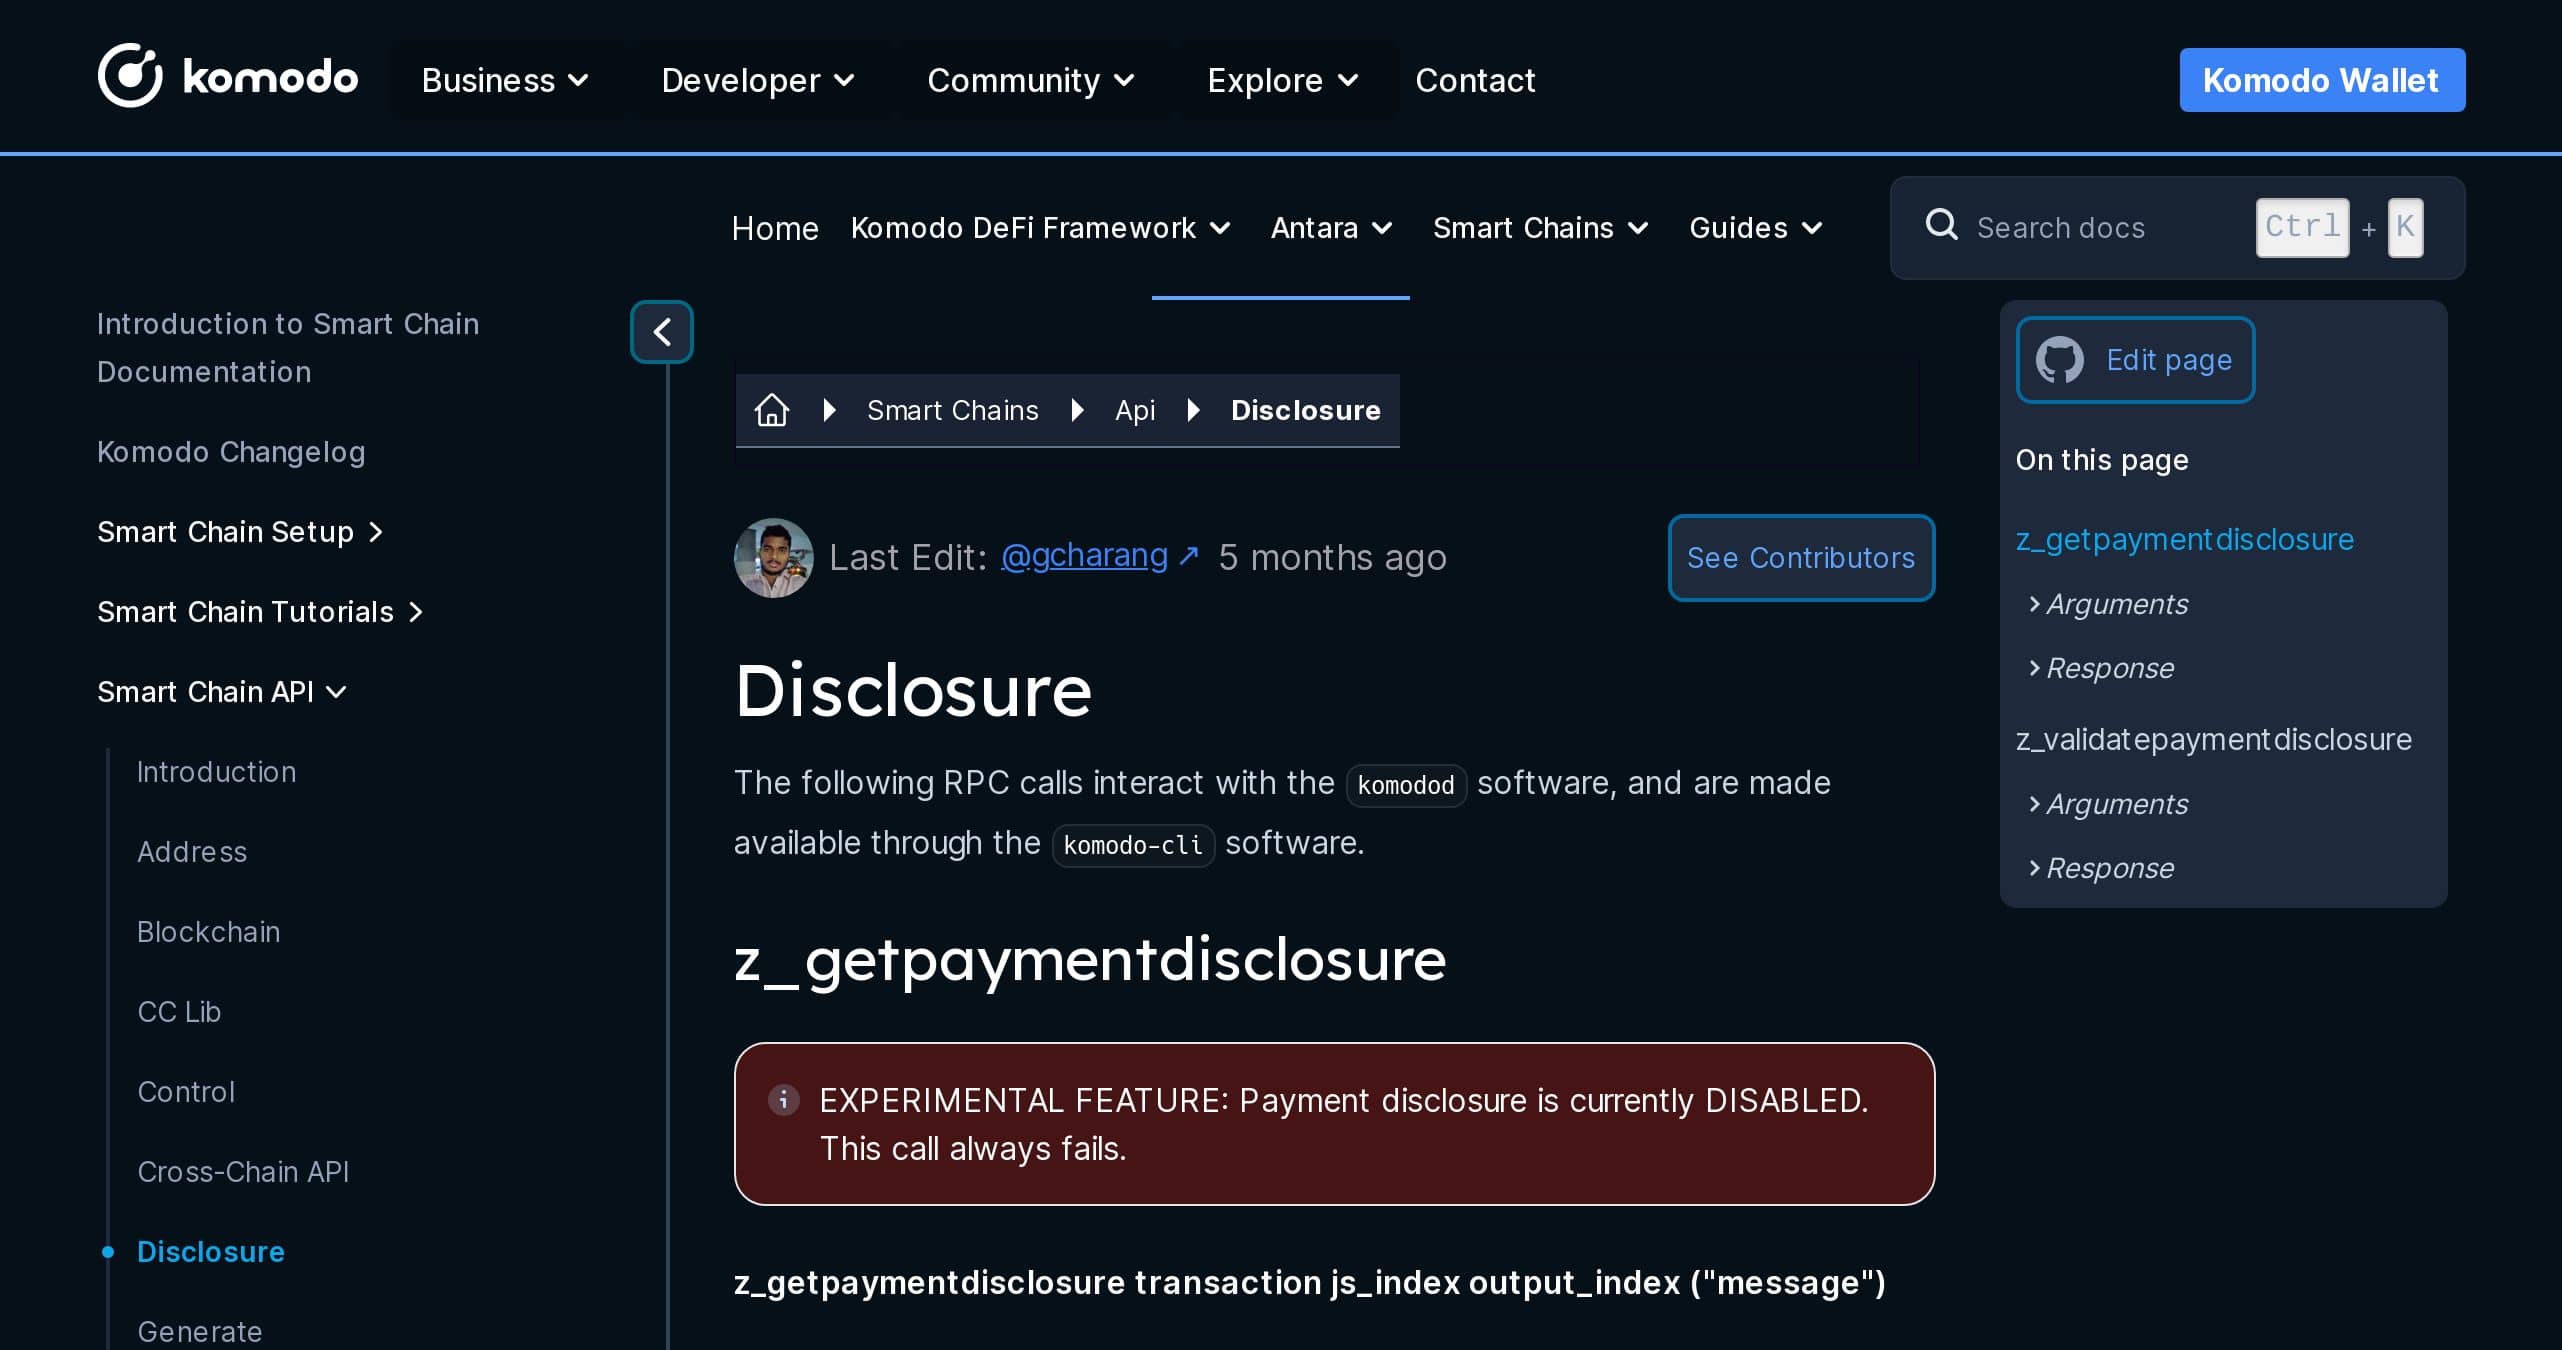 komodo Business Developer Community Explore Contact Komodo Wallet
Home Komodo DeFi Framework Antara Smart Chains Guides Search docs Ctrl + K
Introduction to Smart Chain
Documentation
Komodo Changelog
Smart Chain Setup
Smart Chain Tutorials
Smart Chain API
Introduction
Address
Blockchain
CC Lib
Control
Cross-Chain API
Disclosure
Generate
Smart Chains Api Disclosure
Last Edit: @gcharang ↗ 5 months ago See Contributors
Disclosure
The following RPC calls interact with the komodod software, and are made
available through the komodo-cli software.
z_getpaymentdisclosure
EXPERIMENTAL FEATURE: Payment disclosure is currently DISABLED.
This call always fails.
z_getpaymentdisclosure transaction js_index output_index ("message")
Edit page
On this page
z_getpaymentdisclosure
Arguments
Response
z_validatepaymentdisclosure
Arguments
Response